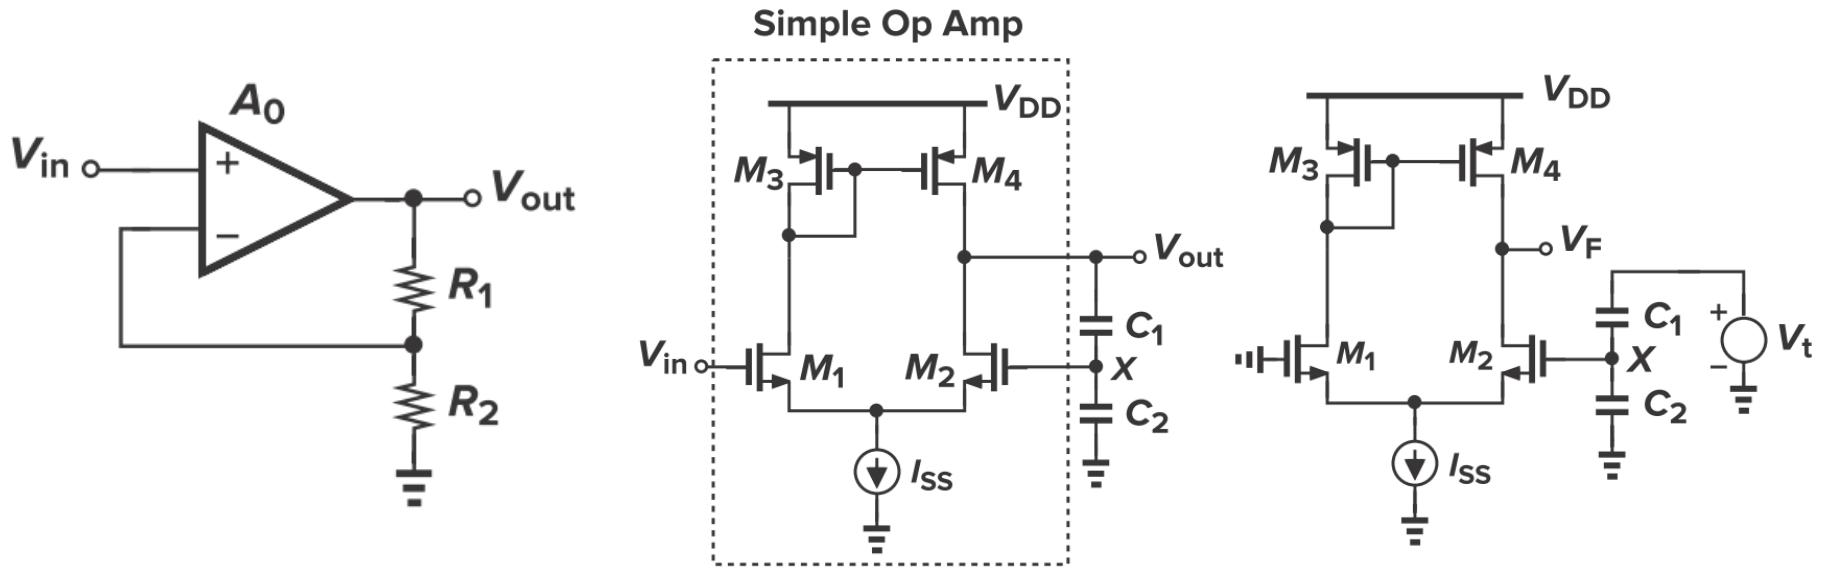 Simple Op Amp
A0
Vin
+
−
Vout
R1
R2
VDD
M3
M4
Vout
C1
Vin
M1
M2
X
C2
ISS
VDD
M3
M4
VF
C1
+
M1
M2
X
Vt
−
C2
ISS